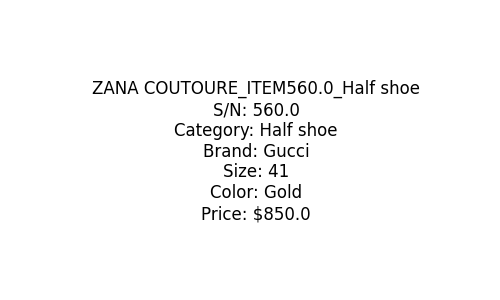 ZANA COUTOURE_ITEM560.0_Half shoe
S/N: 560.0
Category: Half shoe
Brand: Gucci
Size: 41
Color: Gold
Price: $850.0